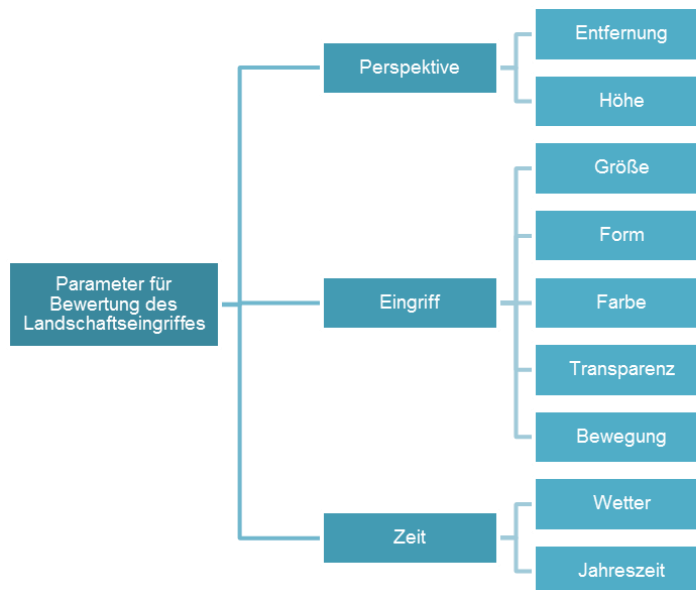 Parameter für
Bewertung des
Landschaftseingriffes
Perspektive
Entfernung
Höhe
Eingriff
Größe
Form
Farbe
Transparenz
Bewegung
Zeit
Wetter
Jahreszeit